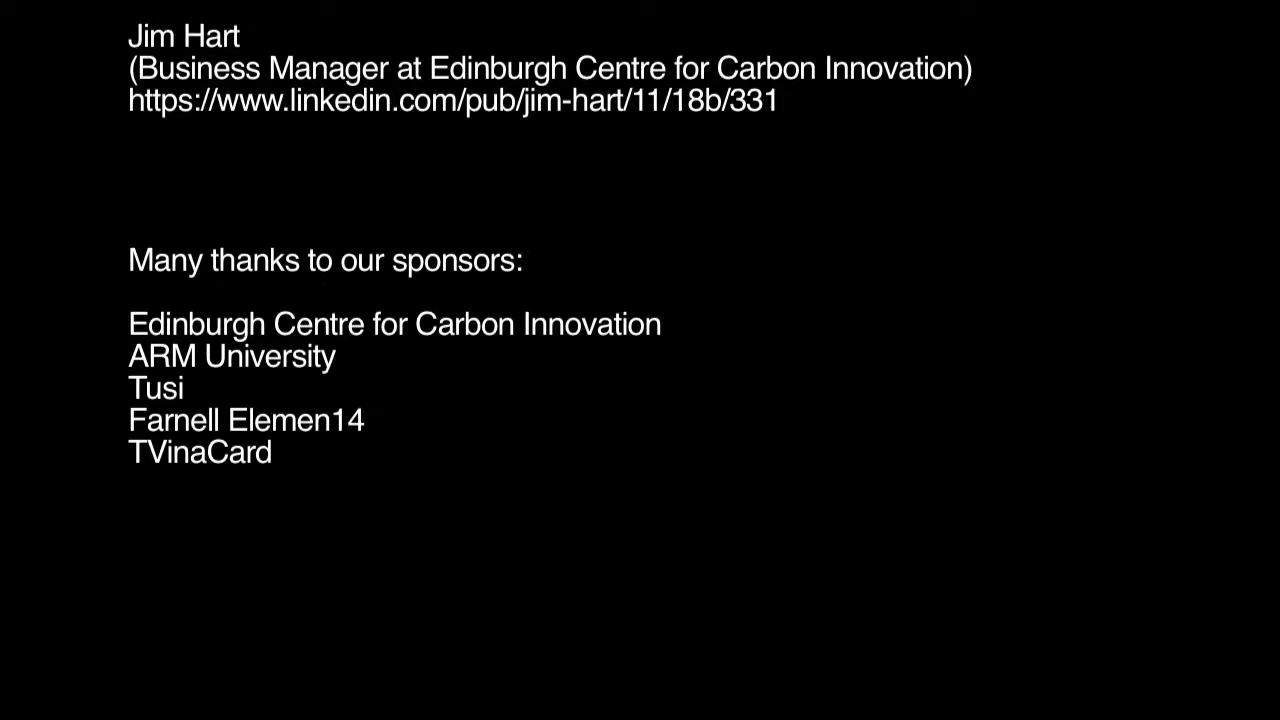 Jim Hart
(Business Manager at Edinburgh Centre for Carbon Innovation)
https://www.linkedin.com/pub/jim-hart/11/18b/331
Many thanks to our sponsors:
Edinburgh Centre for Carbon Innovation
ARM University
Tusi
Farnell Elemen14
TVinaCard